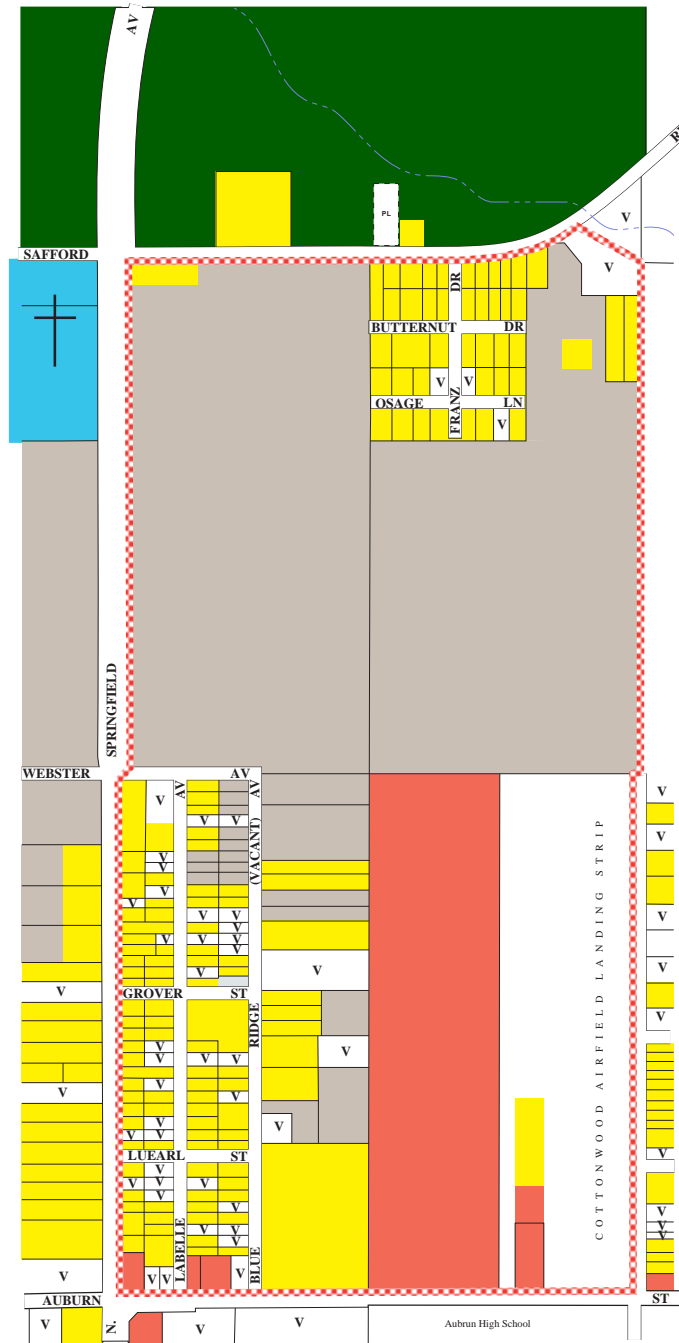 AV
PL
V
SAFFORD
V
DR
BUTTERNUT DR
V V
OSAGE LN
FRANZ
V
SPRINGFIELD
WEBSTER AV
AV AV
V
V
V V
(VACANT)
V
V
V
V
V
V V
V
V
V V V
V
V
V
V
V
COTTONWOOD AIRFIELD LANDING STRIP
GROVER ST
V
RIDGE
V
V
V V V
V
V
V
V
V
V V
V
LUEARL ST
V
V V V
V
V
V
V
V V
V
V
V
V
V V
LABELLE
BLUE
AUBURN ST
N.
V V V
Aubrun High School